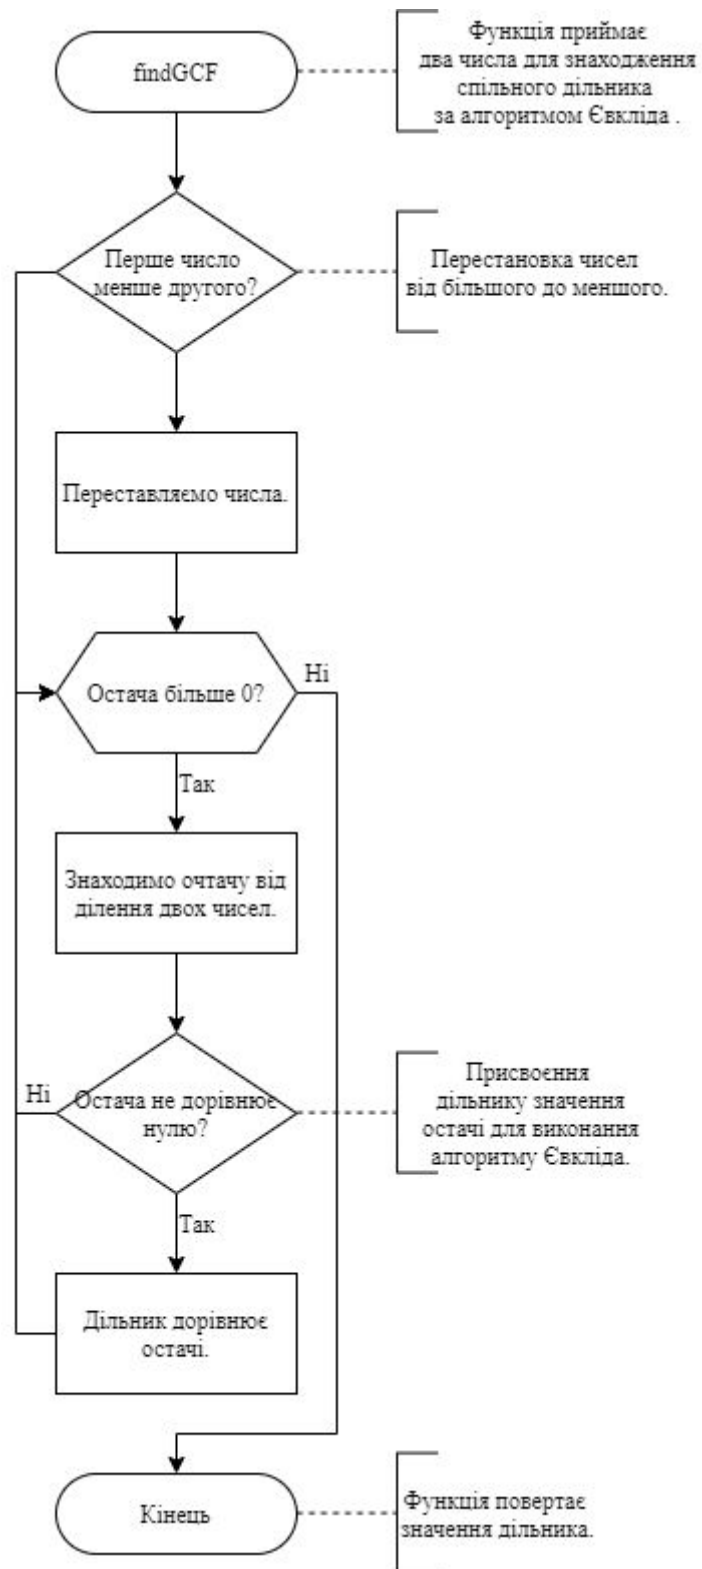 findGCF
Функція приймає
два числа для знаходження
спільного дільника
за алгоритмом Євкліда .
Перше число
менше другого?
Перестановка чисел
від більшого до меншого.
Переставляємо числа.
Остача більше 0?
Ні
Так
Знаходимо очтачу від
ділення двох чисел.
Ні
Остача не дорівнює
нулю?
Присвоєння
дільнику значення
остачі для виконання
алгоритму Євкліда.
Так
Дільник дорівнює
остачі.
Кінець
Функція повертає
значення дільника.